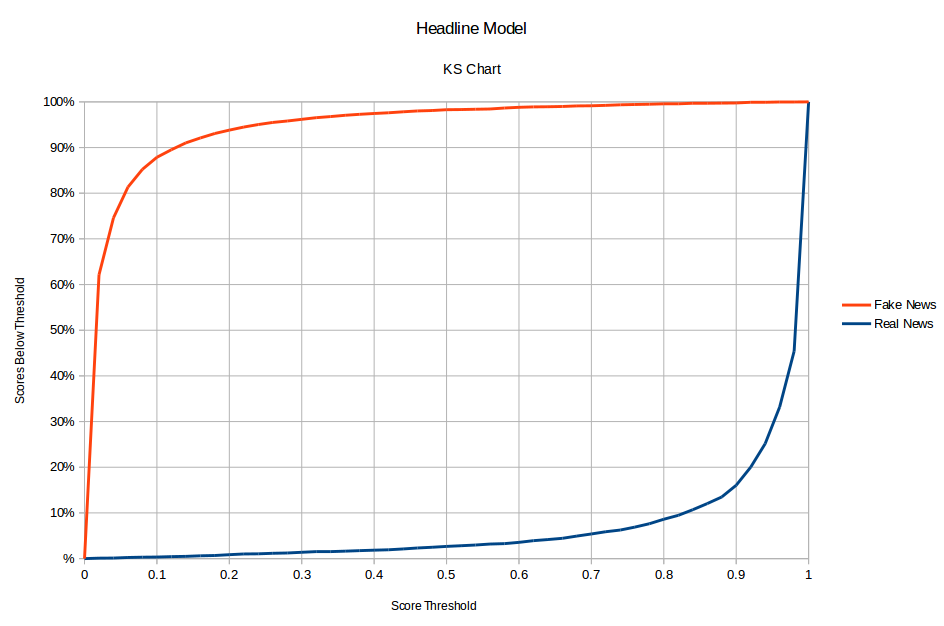 Headline Model
KS Chart
100%
90%
80%
70%
60%
50%
40%
30%
20%
10%
%
Scores Below Threshold
0 0.1 0.2 0.3 0.4 0.5 0.6 0.7 0.8 0.9 1
Score Threshold
Fake News
Real News